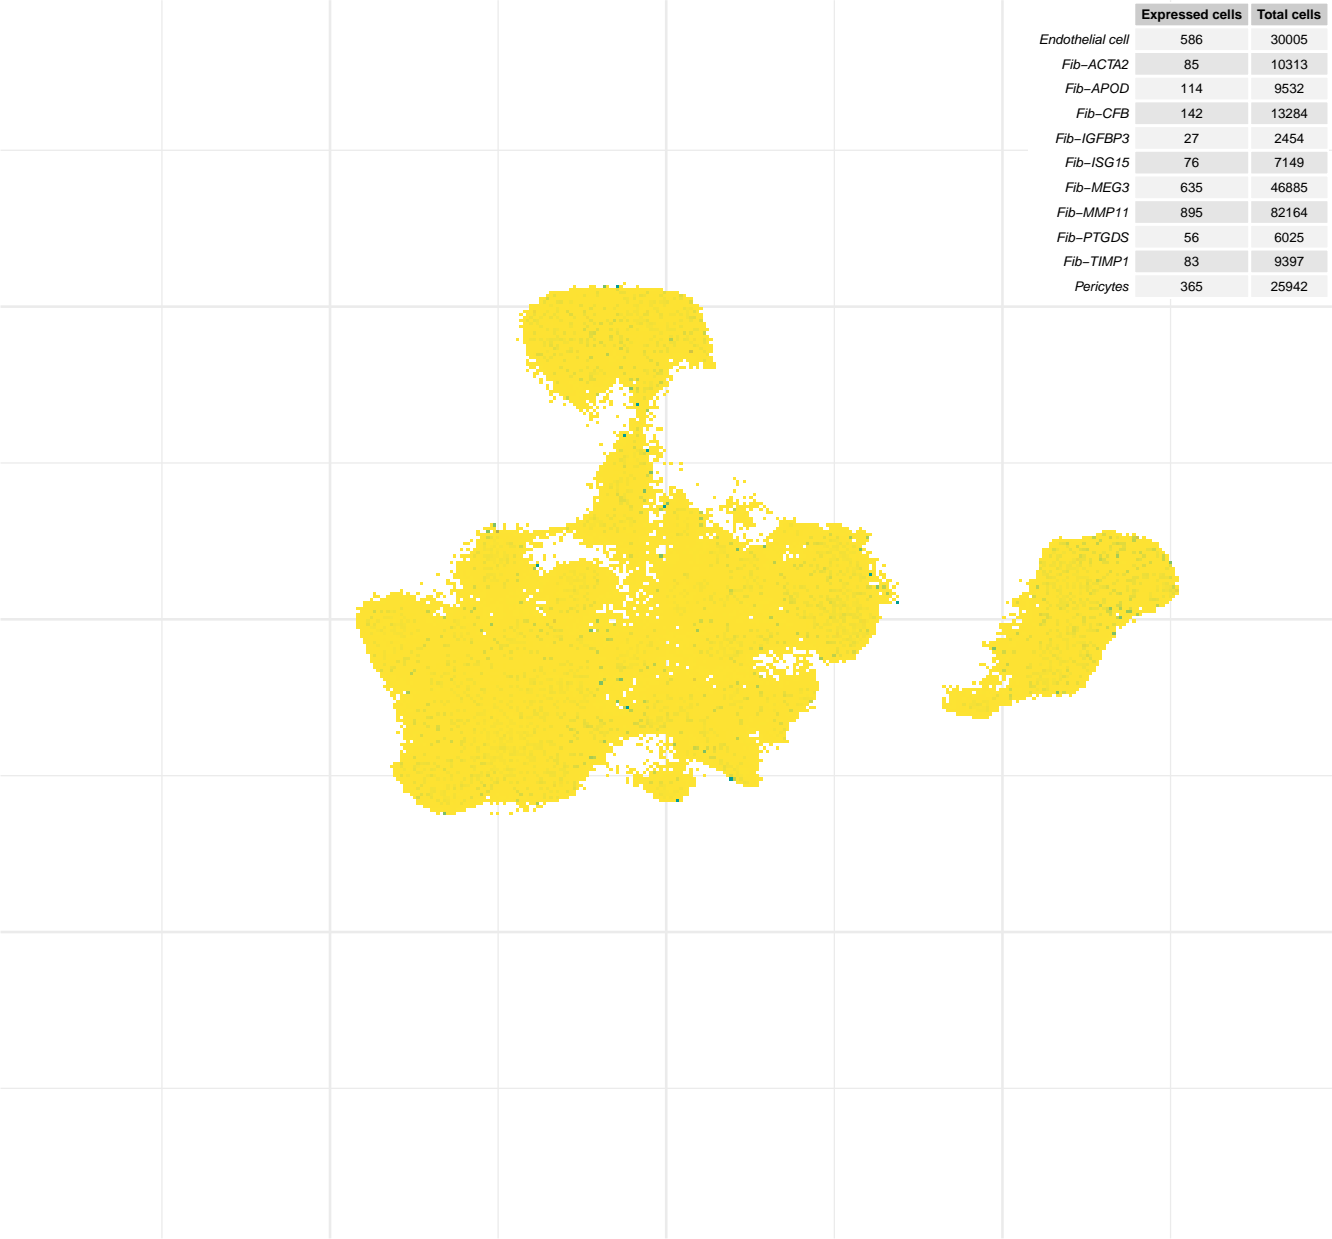 Expressed cells Total cells
Endothelial cell 586 30005
Fib−ACTA2 85 10313
Fib−APOD 114 9532
Fib−CFB 142 13284
Fib−IGFBP3 27 2454
Fib−ISG15 76 7149
Fib−MEG3 635 46885
Fib−MMP11 895 82164
Fib−PTGDS 56 6025
Fib−TIMP1 83 9397
Pericytes 365 25942